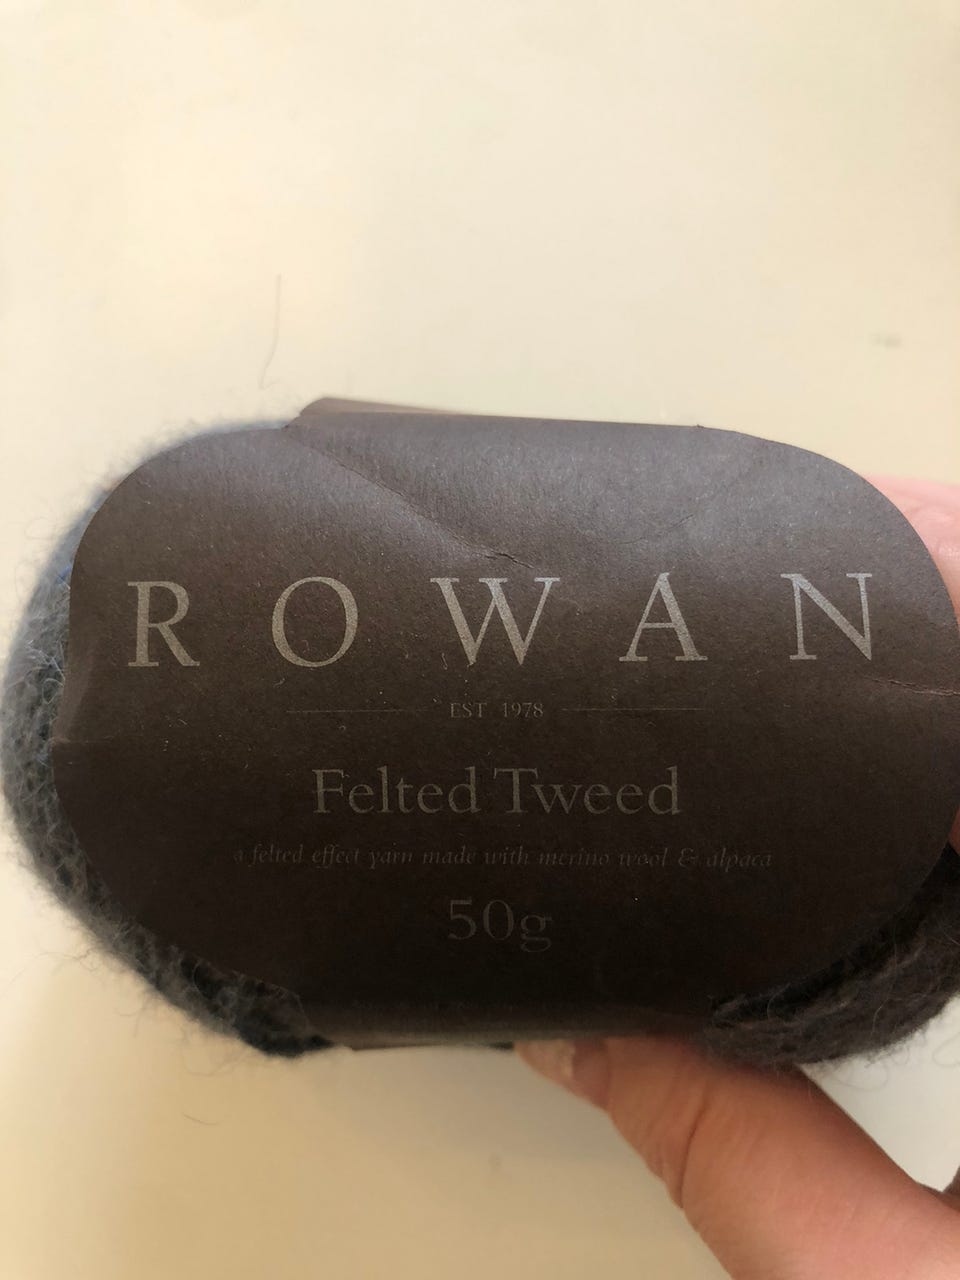 ROWAN
EST 1978
Felted Tweed
a felted effect yarn made with merino wool & alpaca
50g